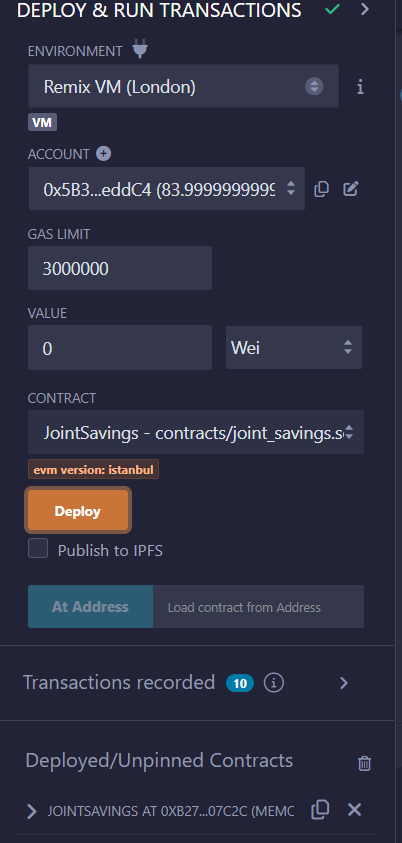 DEPLOY & RUN TRANSACTIONS
ENVIRONMENT
Remix VM (London)
VM
ACCOUNT
0x5B3...eddC4 (83.9999999999
GAS LIMIT
3000000
VALUE
0 Wei
CONTRACT
JointSavings - contracts/joint_savings.s
evm version: istanbul
Deploy
Publish to IPFS
At Address Load contract from Address
Transactions recorded 10
Deployed/Unpinned Contracts
JOINTSAVINGS AT 0XB27...07C2C (MEMO